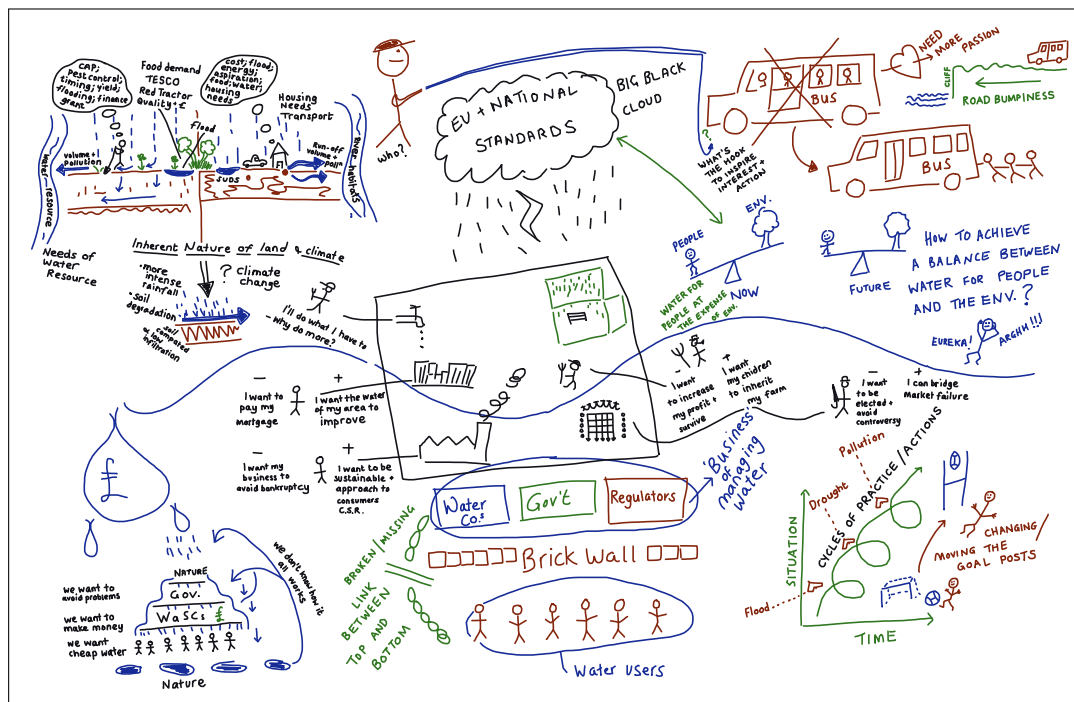 CAP;
Pest control;
timing; yield;
flooding; finance
grant
Food demand
TESCO
Red Tractor
Quality + £
cost; flood;
energy;
aspiration;
food; water;
housing
needs
Housing
Needs
Transport
flood
Volume +
Pollution
Run-off
volume +
poll^n
SUDS
water resource
River habitats
Needs of
Water
Resource
Inherent Nature of land & climate
? climate
change
• more
intense
rainfall
• soil
degradation
soil
compacted
& low
infiltration
who?
EU + NATIONAL
STANDARDS
BIG BLACK
CLOUD
?
WHAT'S
THE HOOK
TO INSPIRE
INTEREST +
ACTION
BUS
NEED
MORE
PASSION
CLIFF
ROAD BUMPINESS
BUS
PEOPLE
ENV.
NOW
WATER FOR
PEOPLE AT
THE EXPENSE
OF ENV.
FUTURE
HOW TO ACHIEVE
A BALANCE BETWEEN
WATER FOR PEOPLE
AND THE ENV.?
EUREKA!
ARGHH!!!
I'll do what I have to
- Why do more?
−
I want to
pay my
mortgage
+
I want the water
of my area to
improve
−
I want my
business to
avoid bankruptcy
+
I want to be
sustainable +
approach to
consumers
C.S.R.
−
I want
to increase
my profit +
survive
+
I want
my children
to inherit
my farm
−
I want
to be
elected +
avoid
controversy
+
I can bridge
market failure
£
Water
Co.s
Gov't
Regulators
'Business'
of
managing
water
Brick Wall
BROKEN/MISSING
LINK
BETWEEN
TOP AND
BOTTOM
Water users
we don't know how it
all works
NATURE
Gov.
WaSCs £
we want to
avoid problems
we want to
make money
we want
cheap water
Nature
Pollution
Drought
Flood
CYCLES OF PRACTICE/ACTIONS
SITUATION
TIME
CHANGING/
MOVING THE
GOAL POSTS